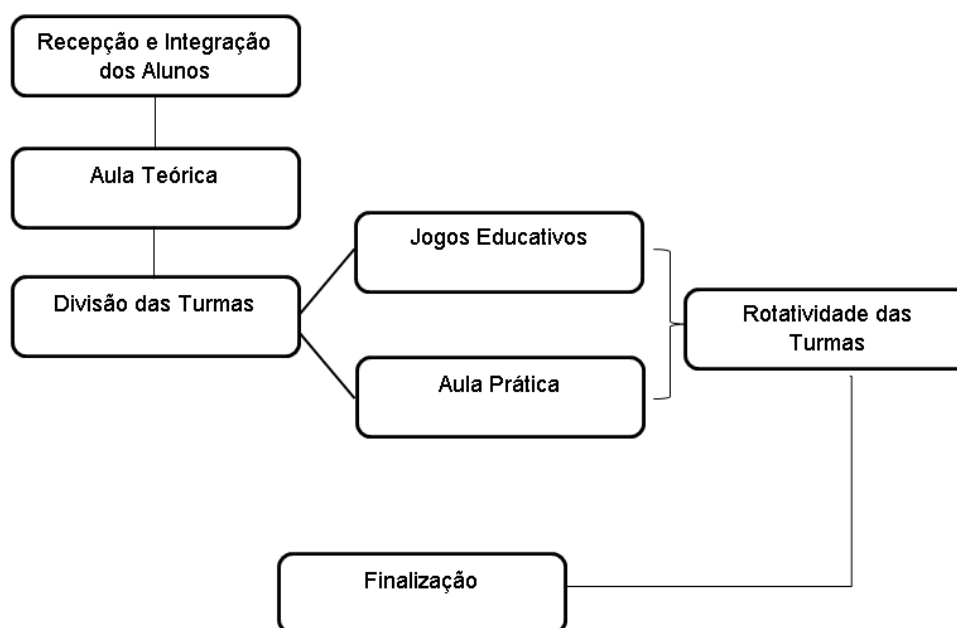 Recepção e Integração
dos Alunos
Aula Teórica
Divisão das Turmas
Jogos Educativos
Aula Prática
Rotatividade das
Turmas
Finalização